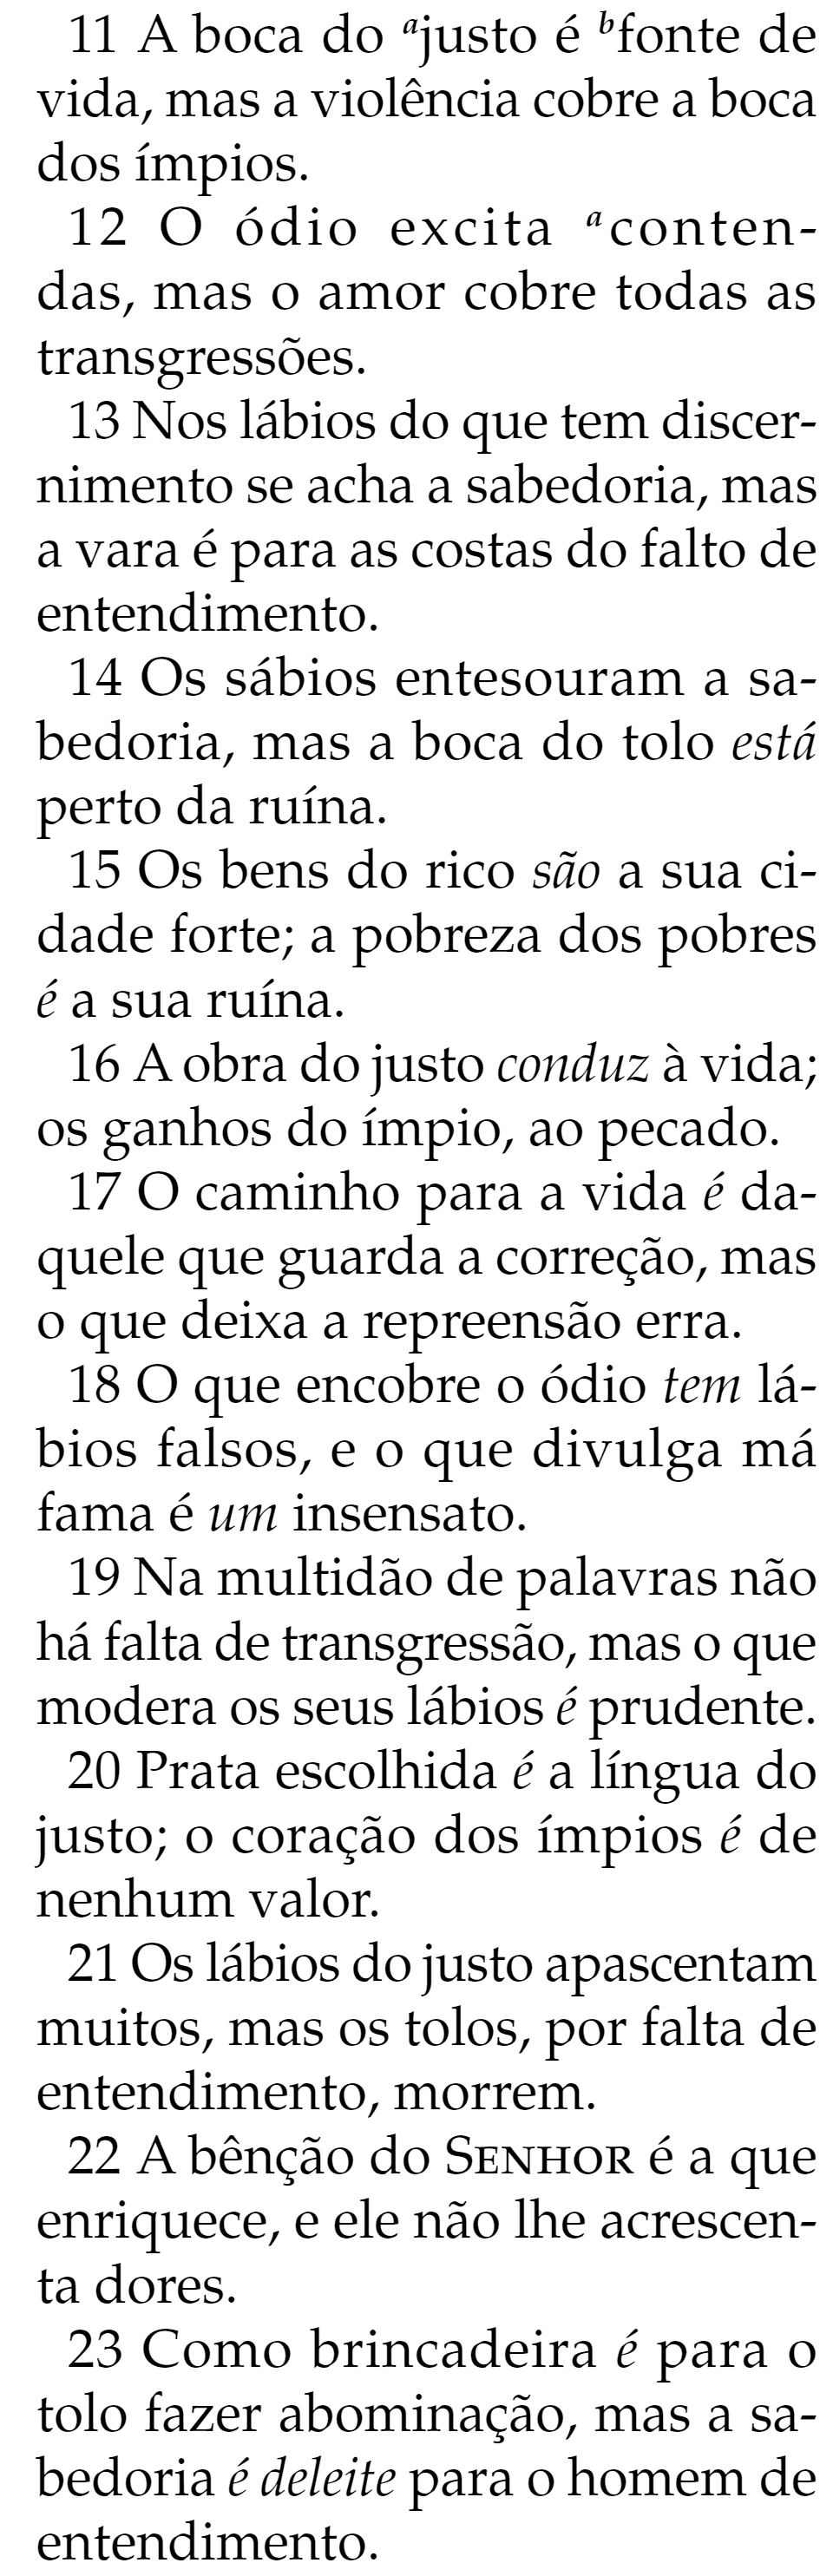 11 A boca do ᵃjusto é ᵇfonte de
vida, mas a violência cobre a boca
dos ímpios.
12 O ódio excita ᵃconten-
das, mas o amor cobre todas as
transgressões.
13 Nos lábios do que tem discer-
nimento se acha a sabedoria, mas
a vara é para as costas do falto de
entendimento.
14 Os sábios entesouram a sa-
bedoria, mas a boca do tolo está
perto da ruína.
15 Os bens do rico são a sua ci-
dade forte; a pobreza dos pobres
é a sua ruína.
16 A obra do justo conduz à vida;
os ganhos do ímpio, ao pecado.
17 O caminho para a vida é da-
quele que guarda a correção, mas
o que deixa a repreensão erra.
18 O que encobre o ódio tem lá-
bios falsos, e o que divulga má
fama é um insensato.
19 Na multidão de palavras não
há falta de transgressão, mas o que
modera os seus lábios é prudente.
20 Prata escolhida é a língua do
justo; o coração dos ímpios é de
nenhum valor.
21 Os lábios do justo apascentam
muitos, mas os tolos, por falta de
entendimento, morrem.
22 A bênção do SENHOR é a que
enriquece, e ele não lhe acrescen-
ta dores.
23 Como brincadeira é para o
tolo fazer abominação, mas a sa-
bedoria é deleite para o homem de
entendimento.